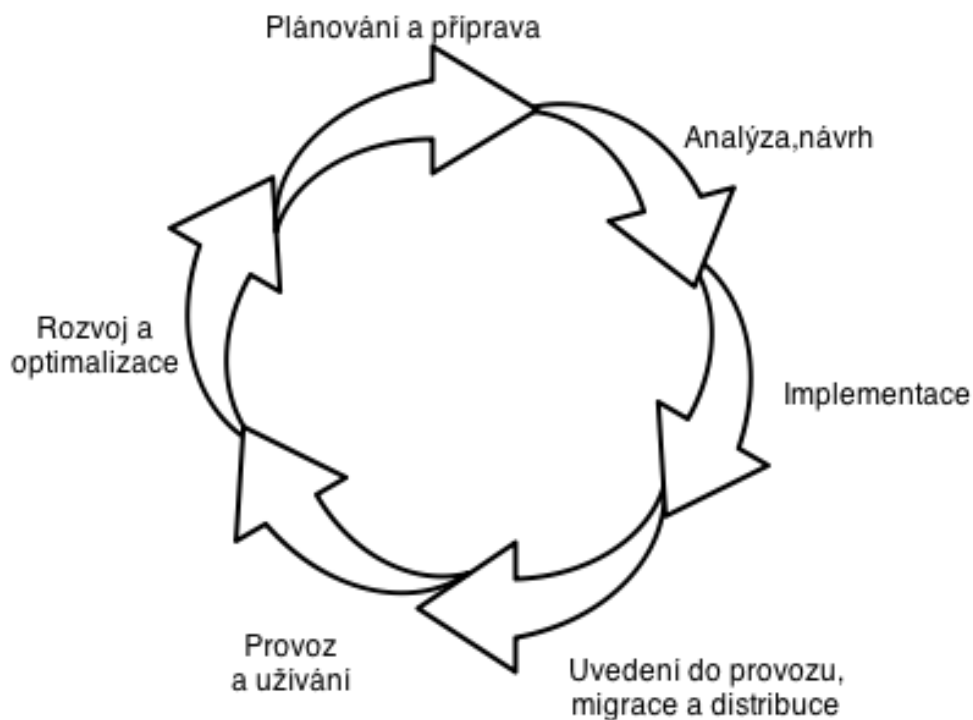 Plánování a příprava
Analýza,návrh
Implementace
Uvedení do provozu,
migrace a distribuce
Provoz
a užívání
Rozvoj a
optimalizace